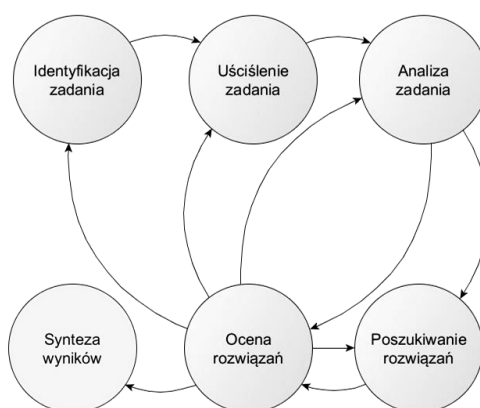 Identyfikacja
zadania
Uściślenie
zadania
Analiza
zadania
Synteza
wyników
Ocena
rozwiązań
Poszukiwanie
rozwiązań